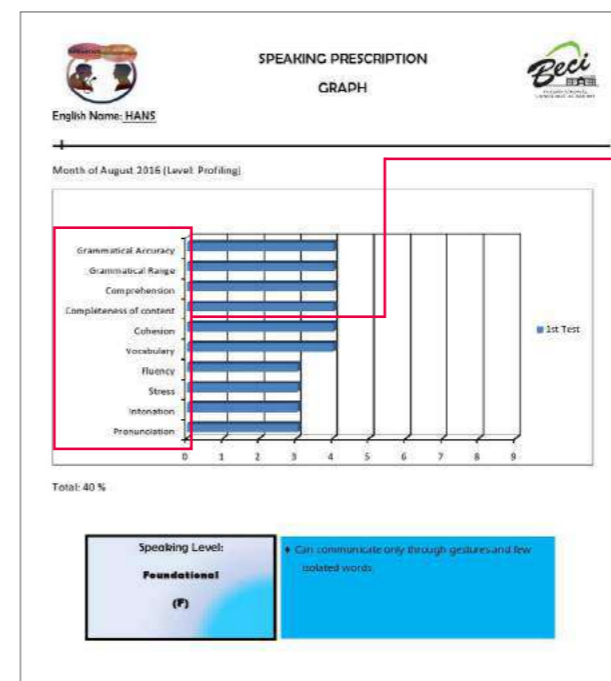 SPEAKING PRESCRIPTION
GRAPH
Beci
English Name: HANS
Month of August 2016 (Level: Profiling)
Grammatical Accuracy
Grammatical Range
Comprehension
Completeness of content
Cohesion
Vocabulary
Fluency
Stress
Intonation
Pronunciation
0 1 2 3 4 5 6 7 8 9
1st Test
Total: 40 %
Speaking Level:
Foundational
(F)
♦ Can communicate only through gestures and few
isolated words.